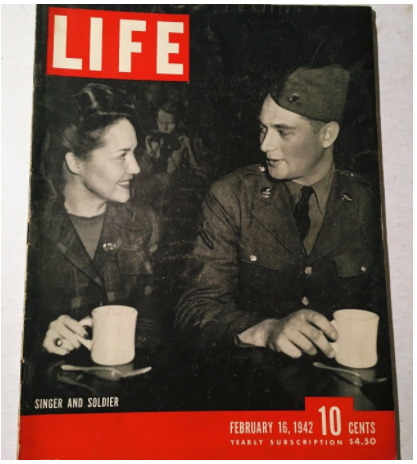 LIFE
SINGER AND SOLDIER
FEBRUARY 16, 1942 10 CENTS
YEARLY SUBSCRIPTION $4.50